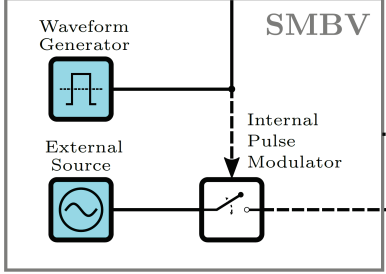 SMBV
Waveform
Generator
Internal
Pulse
Modulator
External
Source